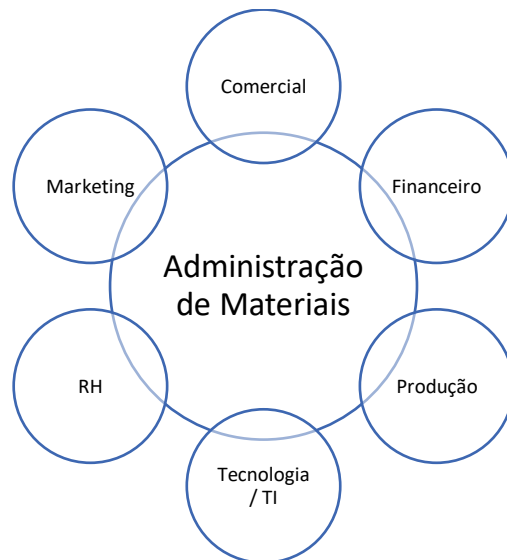 Comercial
Marketing
Financeiro
Administração
de Materiais
RH
Produção
Tecnologia
/ TI